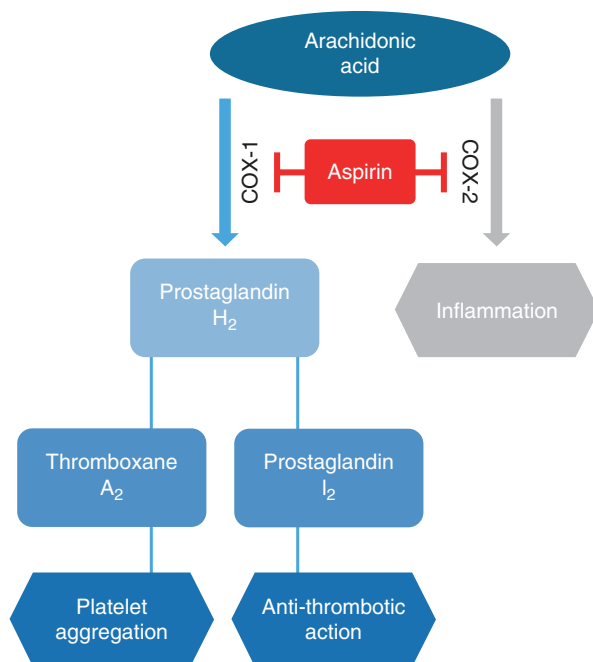 Arachidonic
acid
COX-1
Aspirin
COX-2
Prostaglandin
H₂
Inflammation
Thromboxane
A₂
Prostaglandin
I₂
Platelet
aggregation
Anti-thrombotic
action